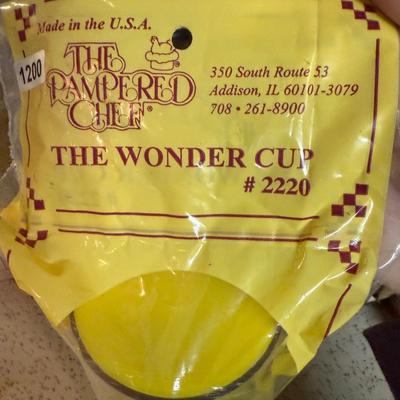 Made in the U.S.A.
1200
THE
PAMPERED
CHEF®
350 South Route 53
Addison, IL 60101-3079
708 • 261-8900
THE WONDER CUP
# 2220